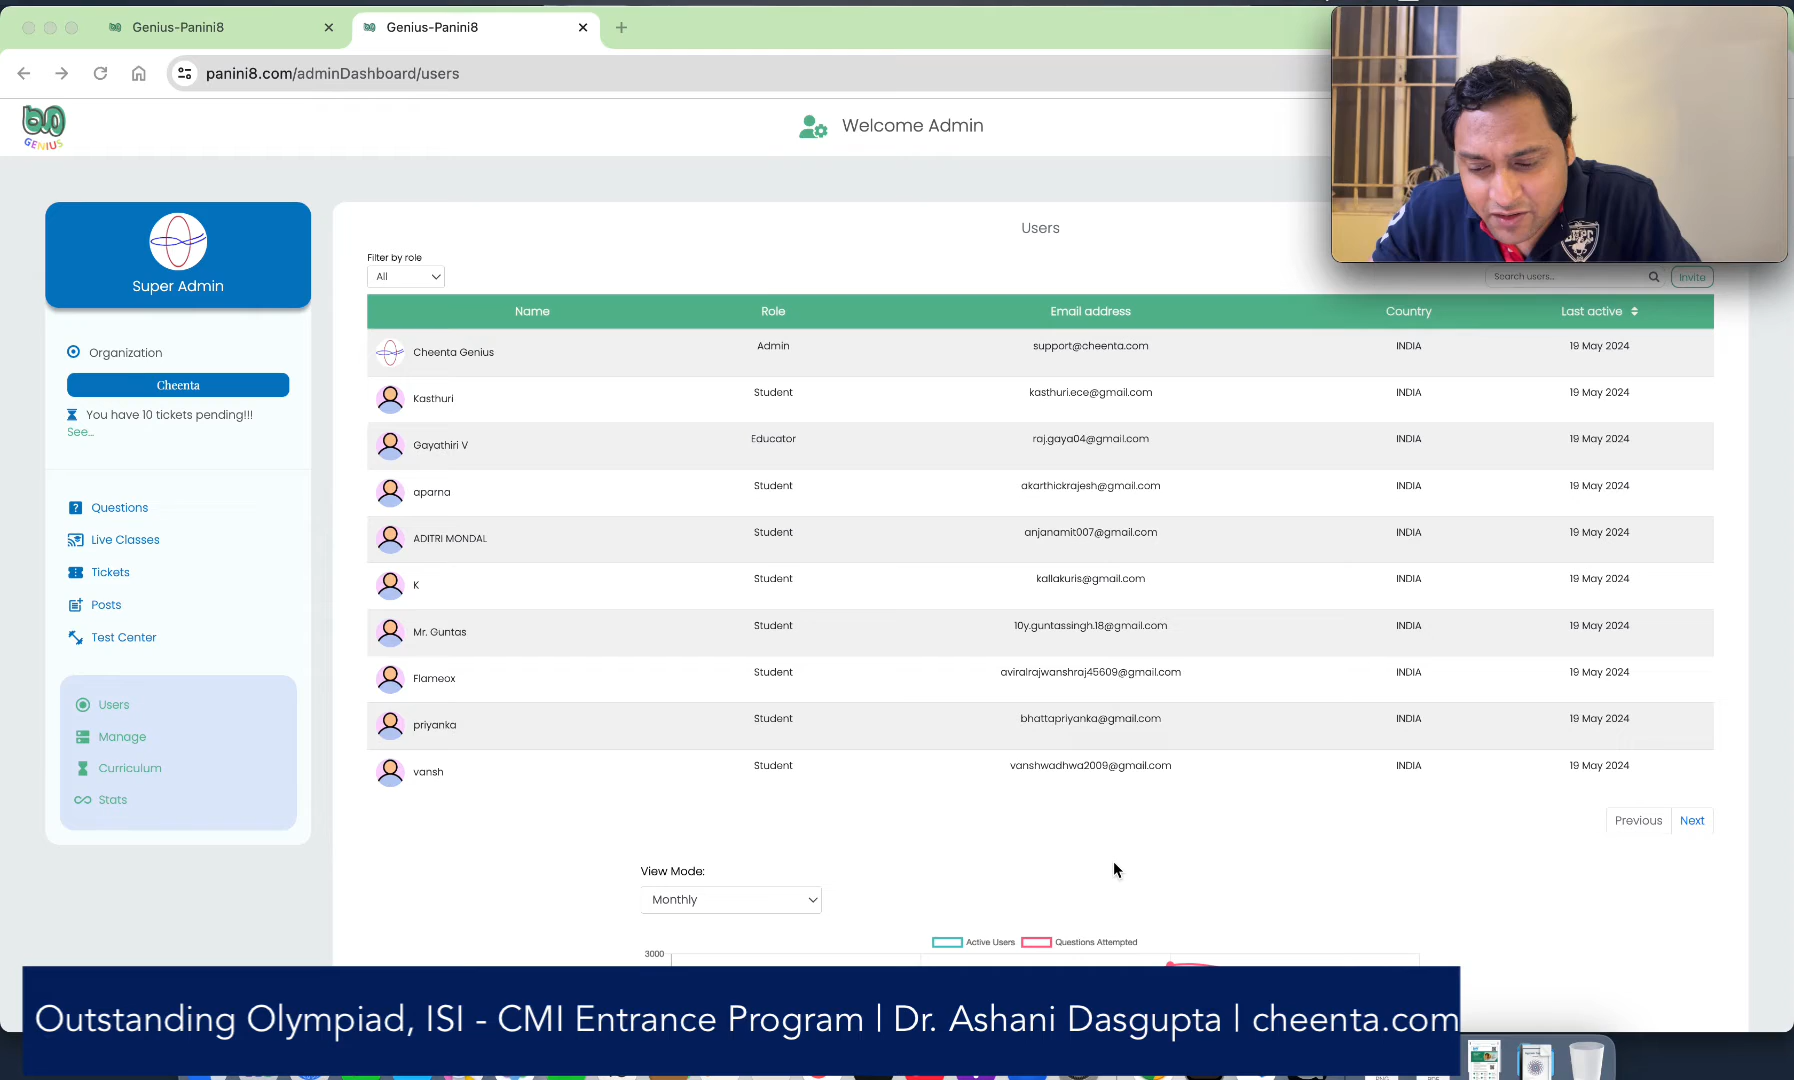 Genius-Panini8
Genius-Panini8
panini8.com/adminDashboard/users
GENIUS
Welcome Admin
Super Admin
Organization
Cheenta
You have 10 tickets pending!!!
See...
Questions
Live Classes
Tickets
Posts
Test Center
Users
Manage
Curriculum
Stats
Users
Filter by role
All
Search users..
Invite
Name Role Email address Country Last active
Cheenta Genius Admin support@cheenta.com INDIA 19 May 2024
Kasthuri Student kasthuri.ece@gmail.com INDIA 19 May 2024
Gayathiri V Educator raj.gaya04@gmail.com INDIA 19 May 2024
aparna Student akarthickrajesh@gmail.com INDIA 19 May 2024
ADITRI MONDAL Student anjanamit007@gmail.com INDIA 19 May 2024
K Student kallakuris@gmail.com INDIA 19 May 2024
Mr. Guntas Student 10y.guntassingh.18@gmail.com INDIA 19 May 2024
Flameox Student aviralrajwanshraj45609@gmail.com INDIA 19 May 2024
priyanka Student bhattapriyanka@gmail.com INDIA 19 May 2024
vansh Student vanshwadhwa2009@gmail.com INDIA 19 May 2024
Previous Next
View Mode:
Monthly
Active Users Questions Attempted
3000
Outstanding Olympiad, ISI - CMI Entrance Program | Dr. Ashani Dasgupta | cheenta.com